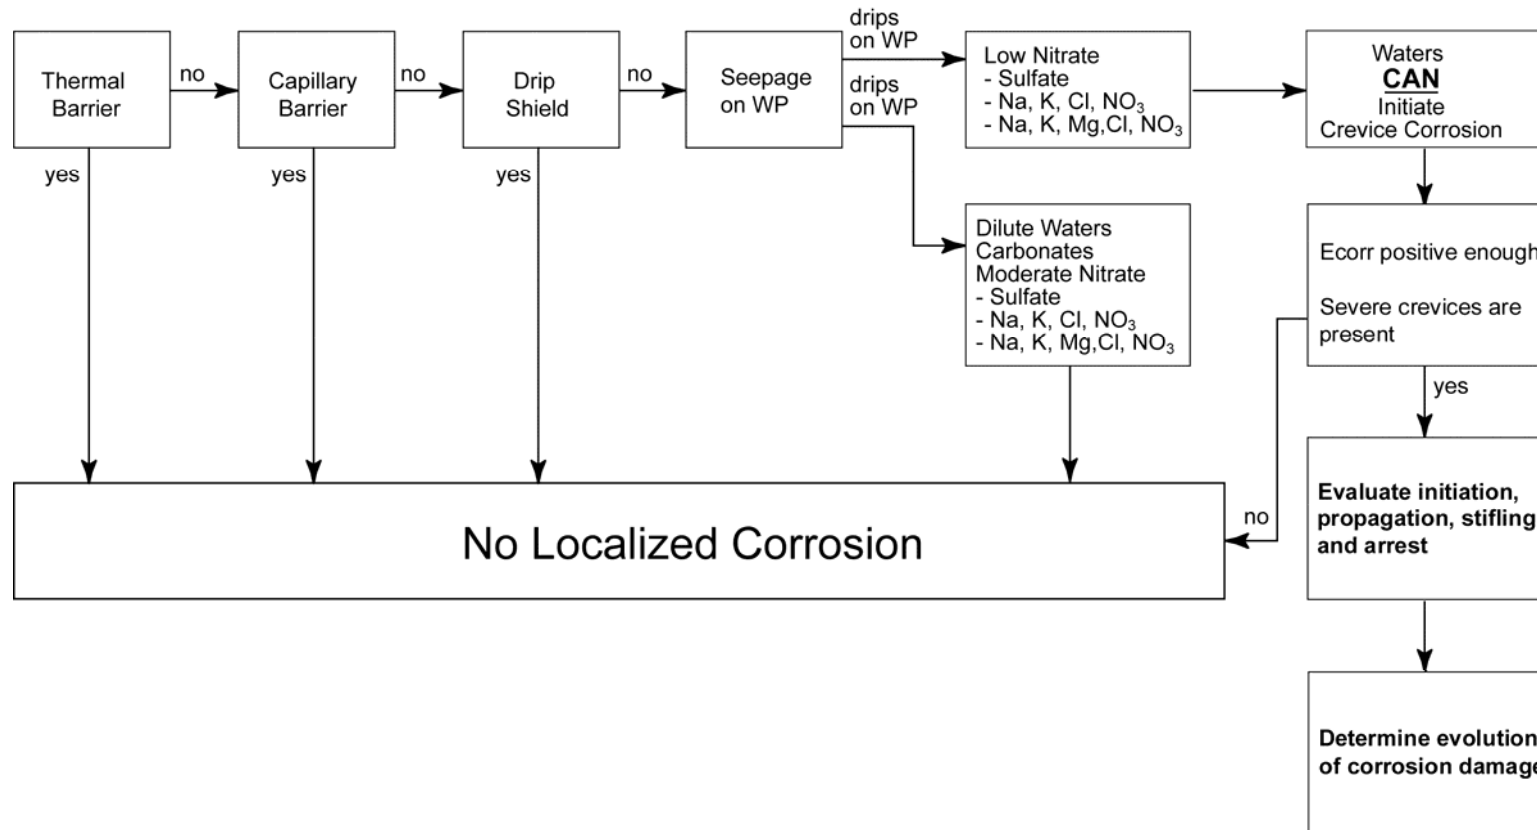 Thermal
Barrier
no
Capillary
Barrier
no
Drip
Shield
no
Seepage
on WP
drips
on WP
drips
on WP
Low Nitrate
- Sulfate
- Na, K, Cl, NO₃
- Na, K, Mg,Cl, NO₃
Waters
CAN
Initiate
Crevice Corrosion
yes
yes
yes
Dilute Waters
Carbonates
Moderate Nitrate
- Sulfate
- Na, K, Cl, NO₃
- Na, K, Mg,Cl, NO₃
Ecorr positive enough
Severe crevices are
present
yes
no
No Localized Corrosion
Evaluate initiation,
propagation, stifling
and arrest
Determine evolution
of corrosion damage